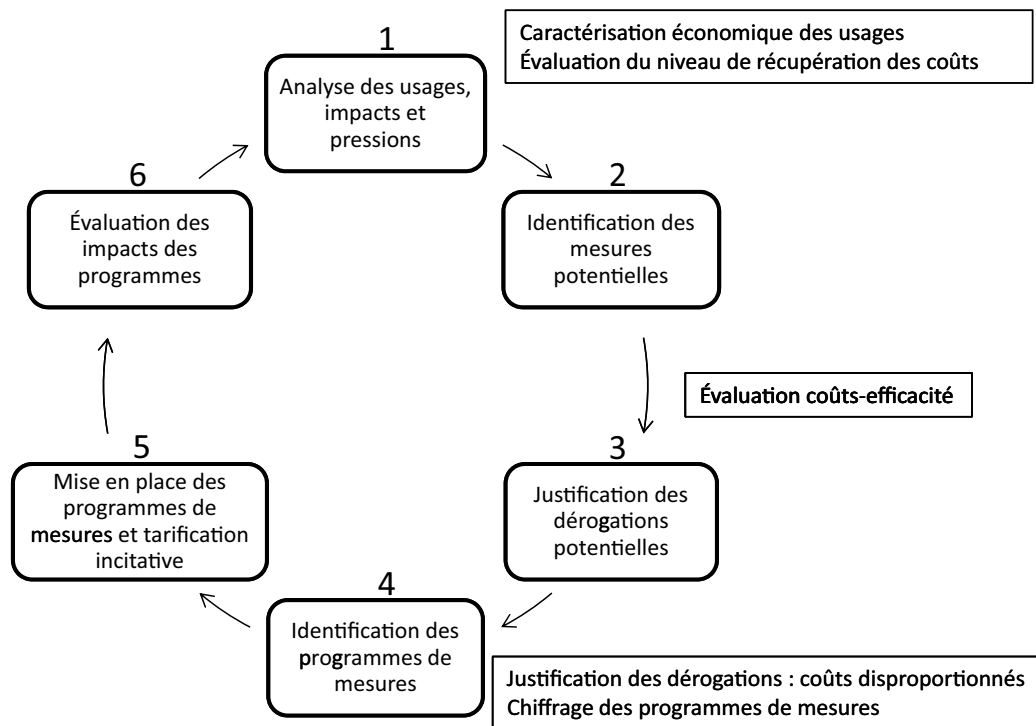 1
Analyse des usages,
impacts et
pressions
Caractérisation économique des usages
Évaluation du niveau de récupération des coûts
2
Identification des
mesures
potentielles
Évaluation coûts-efficacité
3
Justification des
dérogations
potentielles
4
Identification des
programmes de
mesures
Justification des dérogations : coûts disproportionnés
Chiffrage des programmes de mesures
5
Mise en place des
programmes de
mesures et tarification
incitative
6
Évaluation des
impacts des
programmes